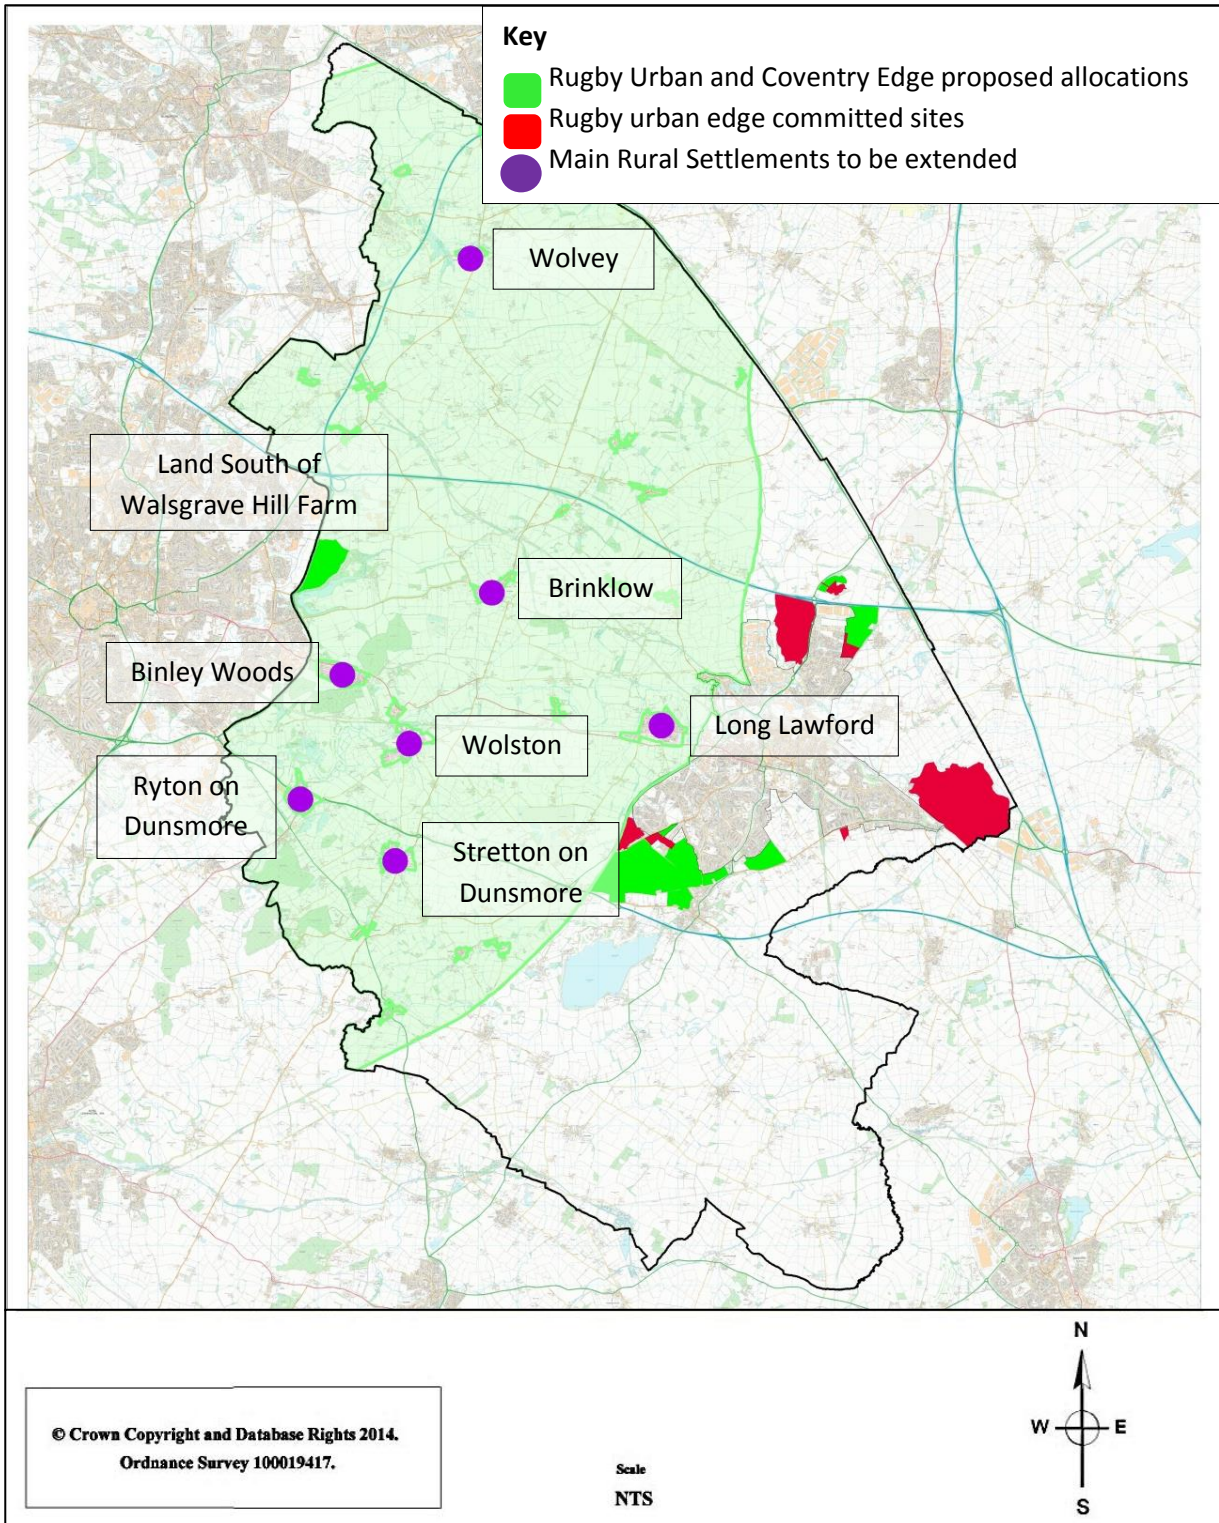 Key
Rugby Urban and Coventry Edge proposed allocations
Rugby urban edge committed sites
Main Rural Settlements to be extended
Wolvey
Land South of
Walsgrave Hill Farm
Brinklow
Binley Woods
Long Lawford
Wolston
Ryton on
Dunsmore
Stretton on
Dunsmore
© Crown Copyright and Database Rights 2014.
Ordnance Survey 100019417.
Scale
NTS
N
W
E
S